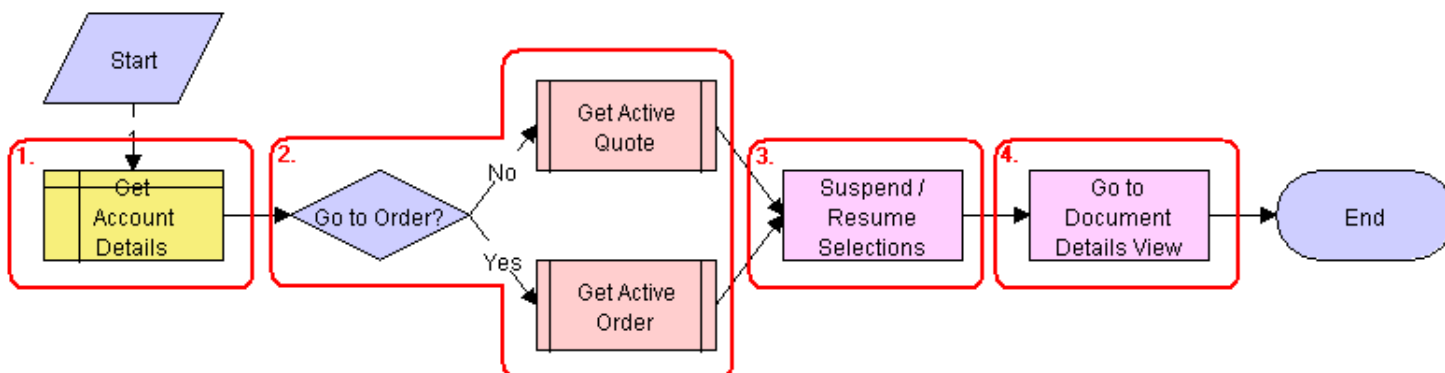 Start
1
1.
Get
Account
Details
2.
Go to Order?
No
Yes
Get Active
Quote
Get Active
Order
3.
Suspend /
Resume
Selections
4.
Go to
Document
Details View
End